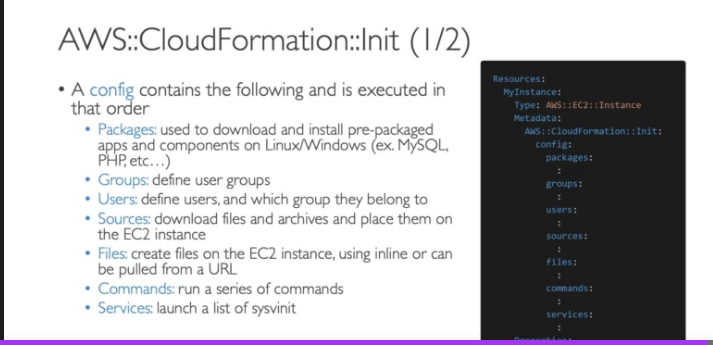 AWS::CloudFormation::Init (1/2)
• A config contains the following and is executed in
that order
• Packages: used to download and install pre-packaged
apps and components on Linux/Windows (ex. MySQL,
PHP, etc…)
• Groups: define user groups
• Users: define users, and which group they belong to
• Sources: download files and archives and place them on
the EC2 instance
• Files: create files on the EC2 instance, using inline or can
be pulled from a URL
• Commands: run a series of commands
• Services: launch a list of sysvinit
Resources:
MyInstance:
Type: AWS::EC2::Instance
Metadata:
AWS::CloudFormation::Init:
config:
packages:
:
groups:
:
users:
:
sources:
:
files:
:
commands:
:
services:
: